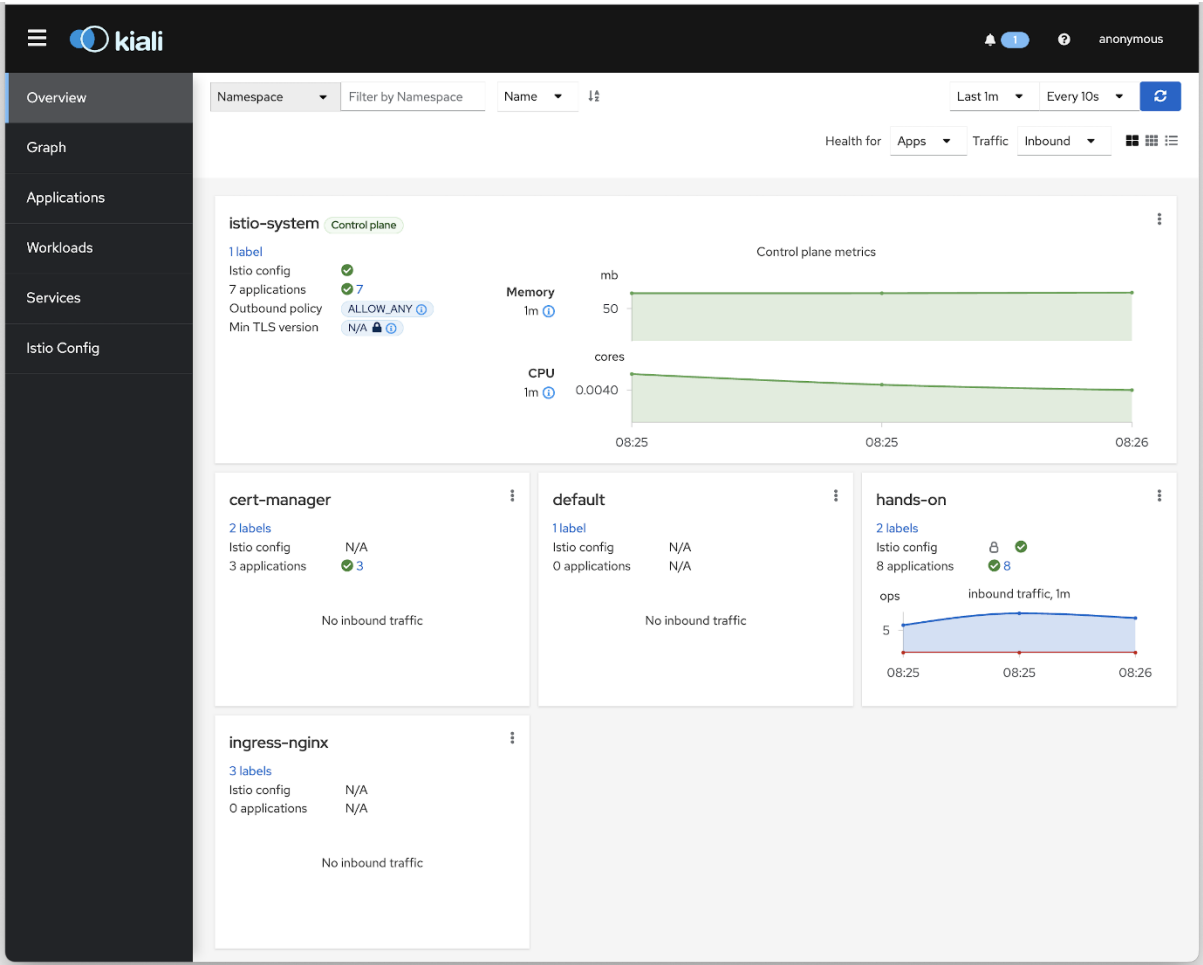 kiali
1
anonymous
Overview
Graph
Applications
Workloads
Services
Istio Config
Namespace
Filter by Namespace
Name
Last 1m
Every 10s
Health for
Apps
Traffic
Inbound
istio-system
Control plane
1 label
Istio config
7 applications
7
Outbound policy
ALLOW_ANY
Min TLS version
N/A
Control plane metrics
mb
Memory
1m
50
cores
CPU
1m
0.0040
08:25
08:25
08:26
cert-manager
2 labels
Istio config
N/A
3 applications
3
No inbound traffic
default
1 label
Istio config
N/A
0 applications
N/A
No inbound traffic
hands-on
2 labels
Istio config
8 applications
8
ops
inbound traffic, 1m
5
08:25
08:25
08:26
ingress-nginx
3 labels
Istio config
N/A
0 applications
N/A
No inbound traffic